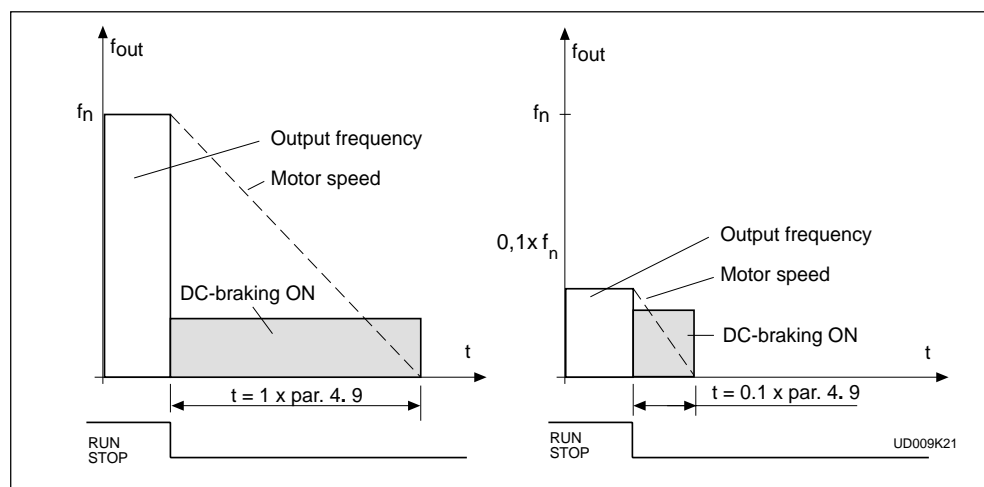 fout
fn
Output frequency
Motor speed
DC-braking ON
t
t = 1 x par. 4. 9
RUN
STOP
fout
fn
0,1x fn
Output frequency
Motor speed
DC-braking ON
t
t = 0.1 x par. 4. 9
RUN
STOP
UD009K21